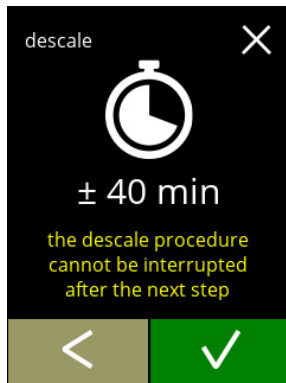 descale
± 40 min
the descale procedure
cannot be interrupted
after the next step